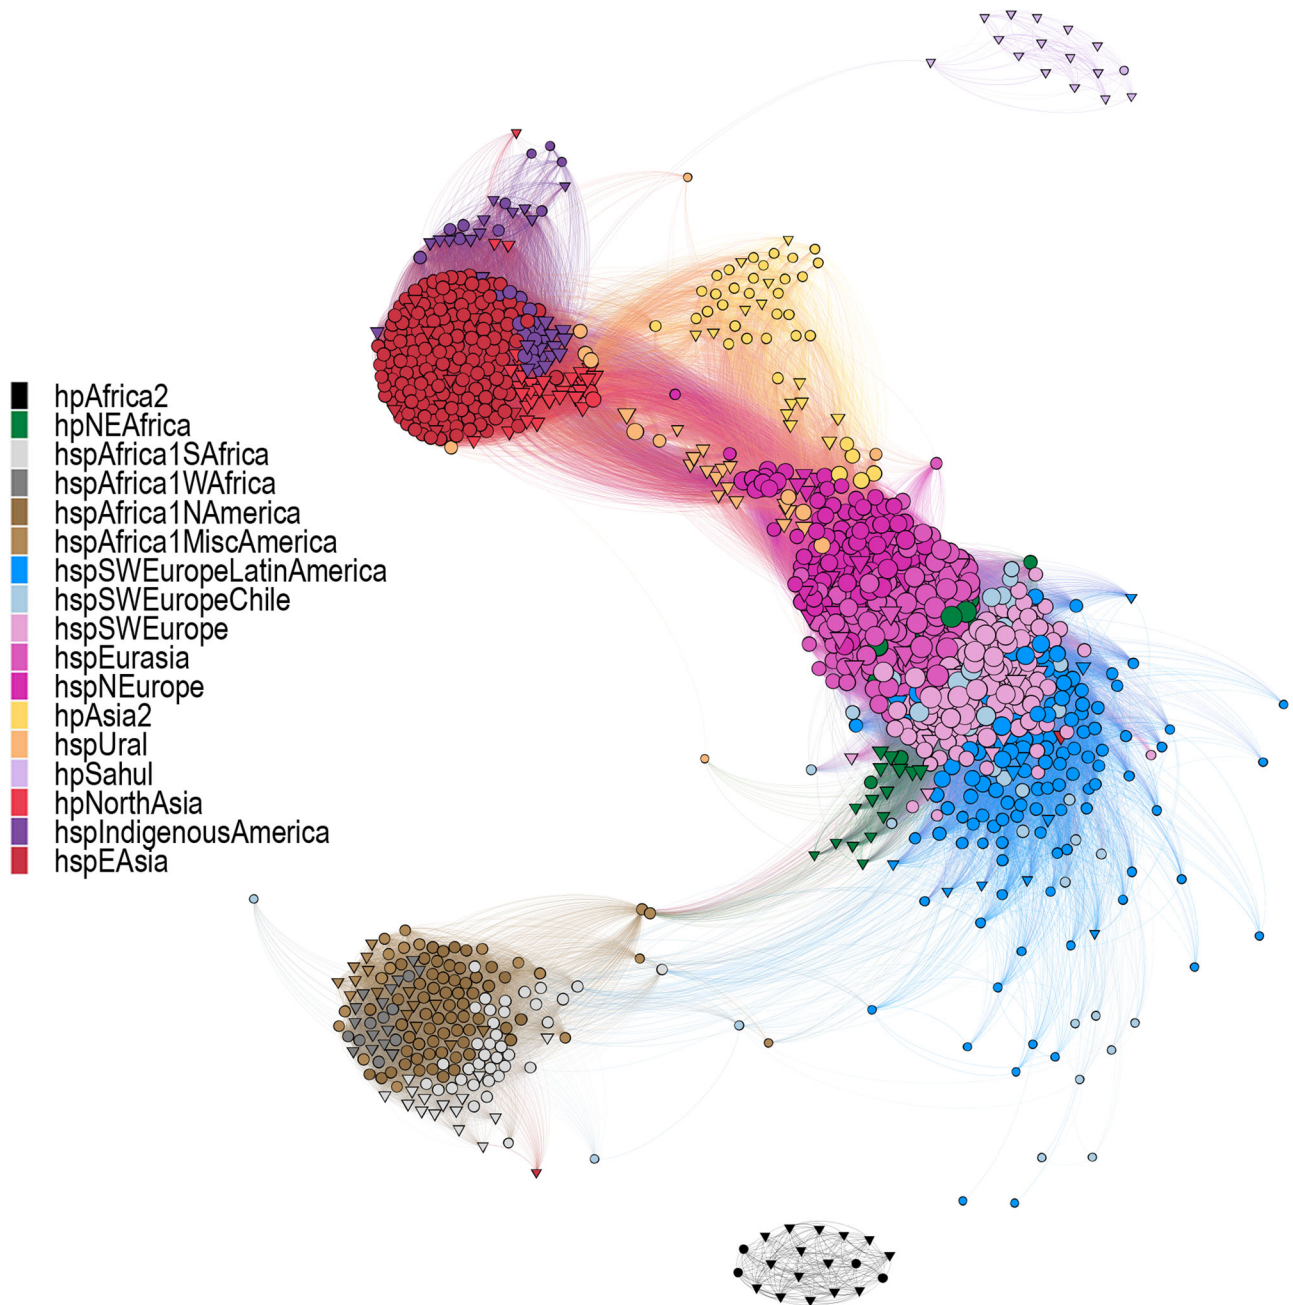 hpAfrica2
hpNEAfrica
hspAfrica1SAfrica
hspAfrica1WAfrica
hspAfrica1NAmerica
hspAfrica1MiscAmerica
hspSWEuropeLatinAmerica
hspSWEuropeChile
hspSWEurope
hspEurasia
hspNEurope
hpAsia2
hspUral
hpSahul
hpNorthAsia
hspIndigenousAmerica
hspEAsia